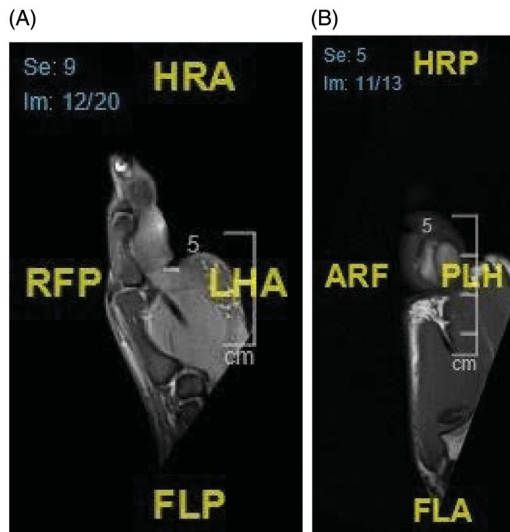 (A)
Se: 9
Im: 12/20
HRA
5
RFP
LHA
cm
FLP
(B)
Se: 5
Im: 11/13
HRP
5
ARF
PLH
cm
FLA